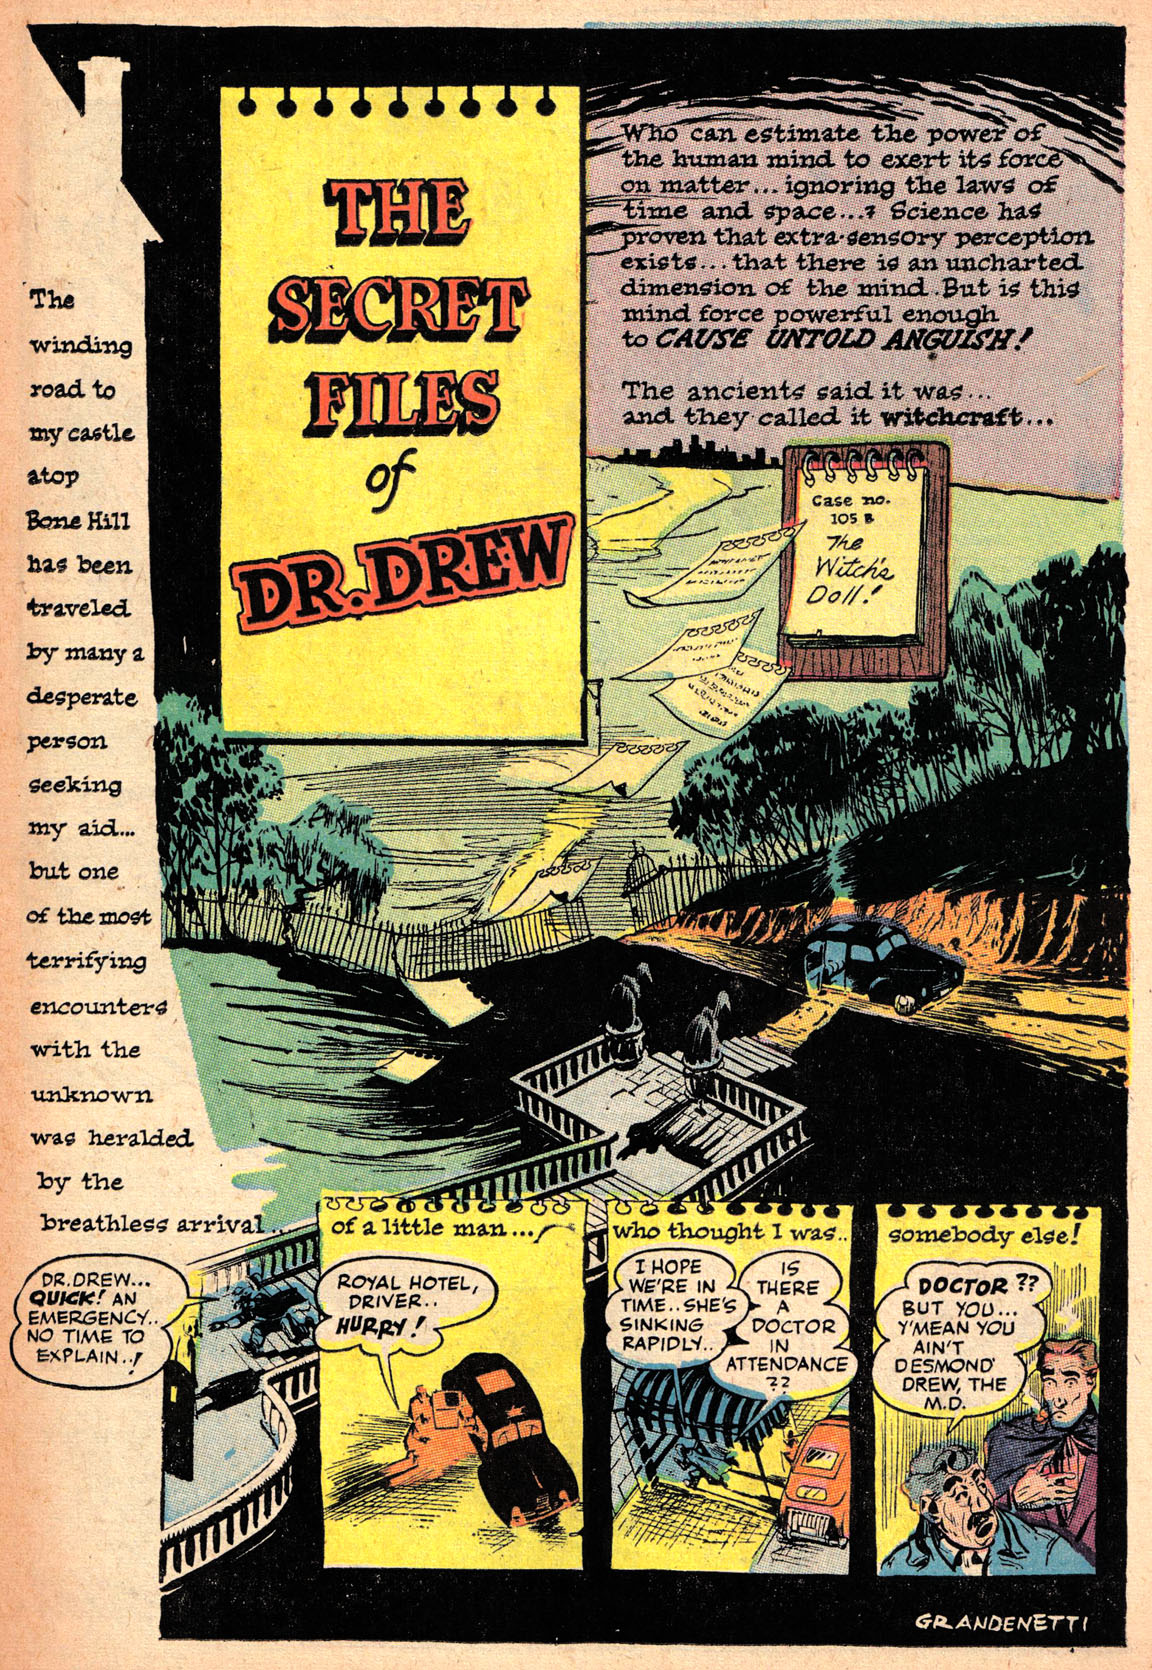 THE
SECRET
FILES
of
DR. DREW
Who can estimate the power of
the human mind to exert its force
on matter... ignoring the laws of
time and space...? Science has
proven that extra-sensory perception
exists... that there is an uncharted
dimension of the mind. But is this
mind force powerful enough
to CAUSE UNTOLD ANGUISH!
The ancients said it was...
and they called it witchcraft...
Case no.
105 B
The
Witch's
Doll!
The
winding
road to
my castle
atop
Bone Hill
has been
traveled
by many a
desperate
person
seeking
my aid...
but one
of the most
terrifying
encounters
with the
unknown
was heralded
by the
breathless arrival...
DR. DREW...
QUICK! AN
EMERGENCY..
NO TIME TO
EXPLAIN..!
of a little man...
ROYAL HOTEL,
DRIVER..
HURRY!
who thought I was..
I HOPE
WE'RE IN
TIME.. SHE'S
SINKING
RAPIDLY..
IS
THERE
A
DOCTOR
IN
ATTENDANCE
??
somebody else!
DOCTOR ??
BUT YOU...
Y'MEAN YOU
AIN'T
DESMOND
DREW, THE
M.D.
GRANDENETTI